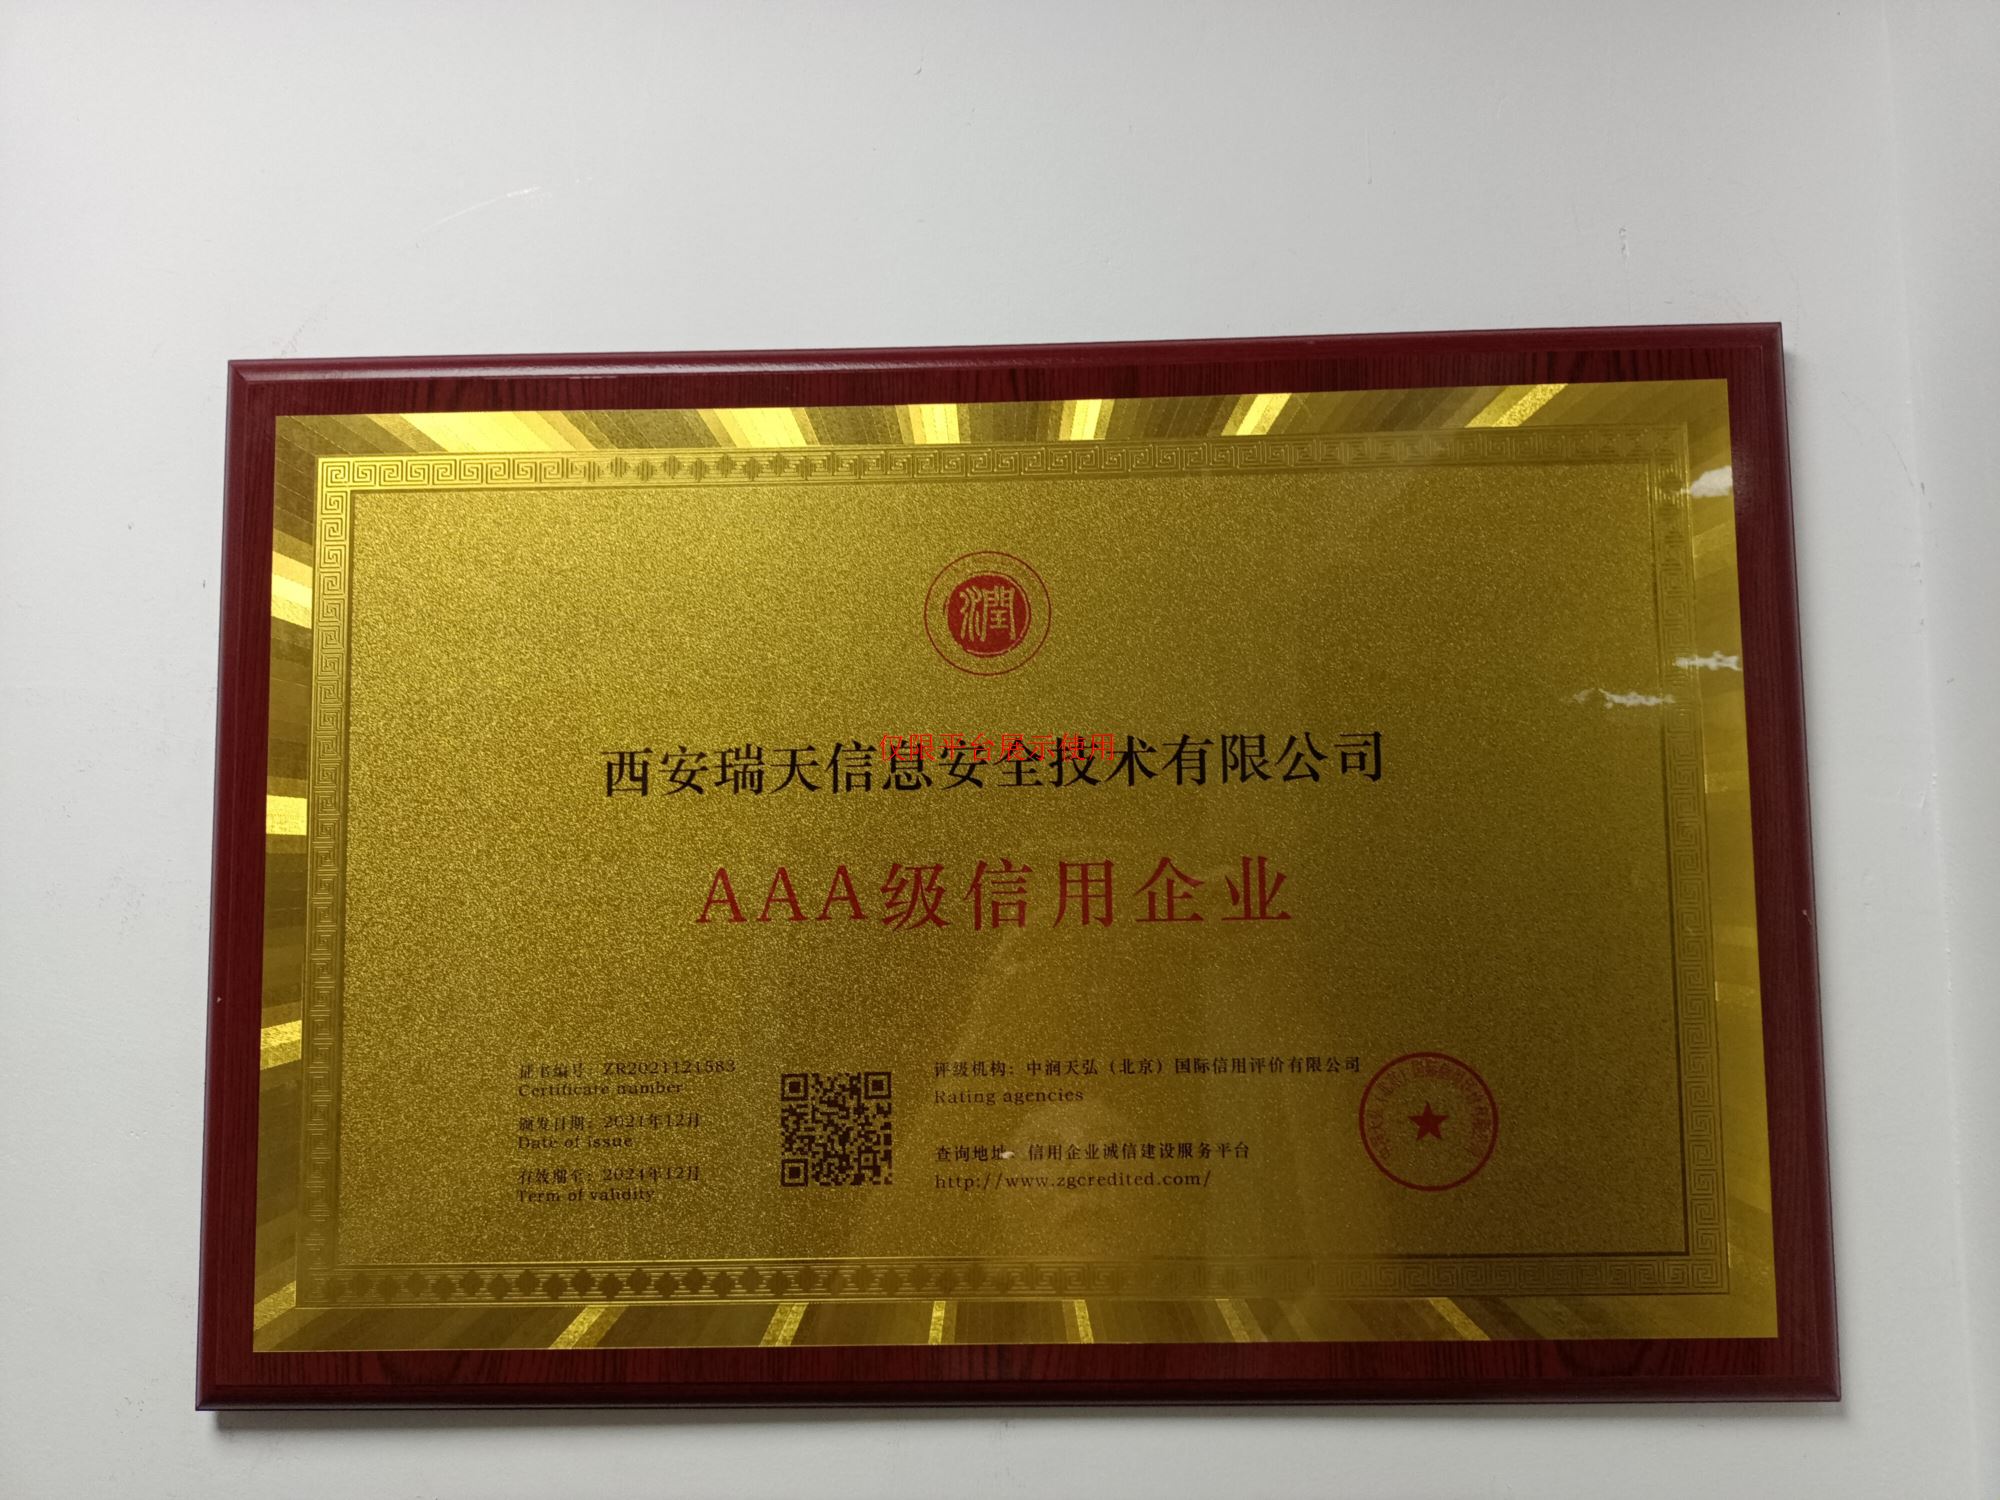 潤
仅限平台展示使用
西安瑞天信息安全技术有限公司
AAA级信用企业
证书编号：ZR2021121583
Certificate number
颁发日期：2021年12月
Date of issue
有效期至：2024年12月
Term of validity
评级机构：中润天弘（北京）国际信用评价有限公司
Rating agencies
查询地址：信用企业诚信建设服务平台
http://www.zgcredited.com/